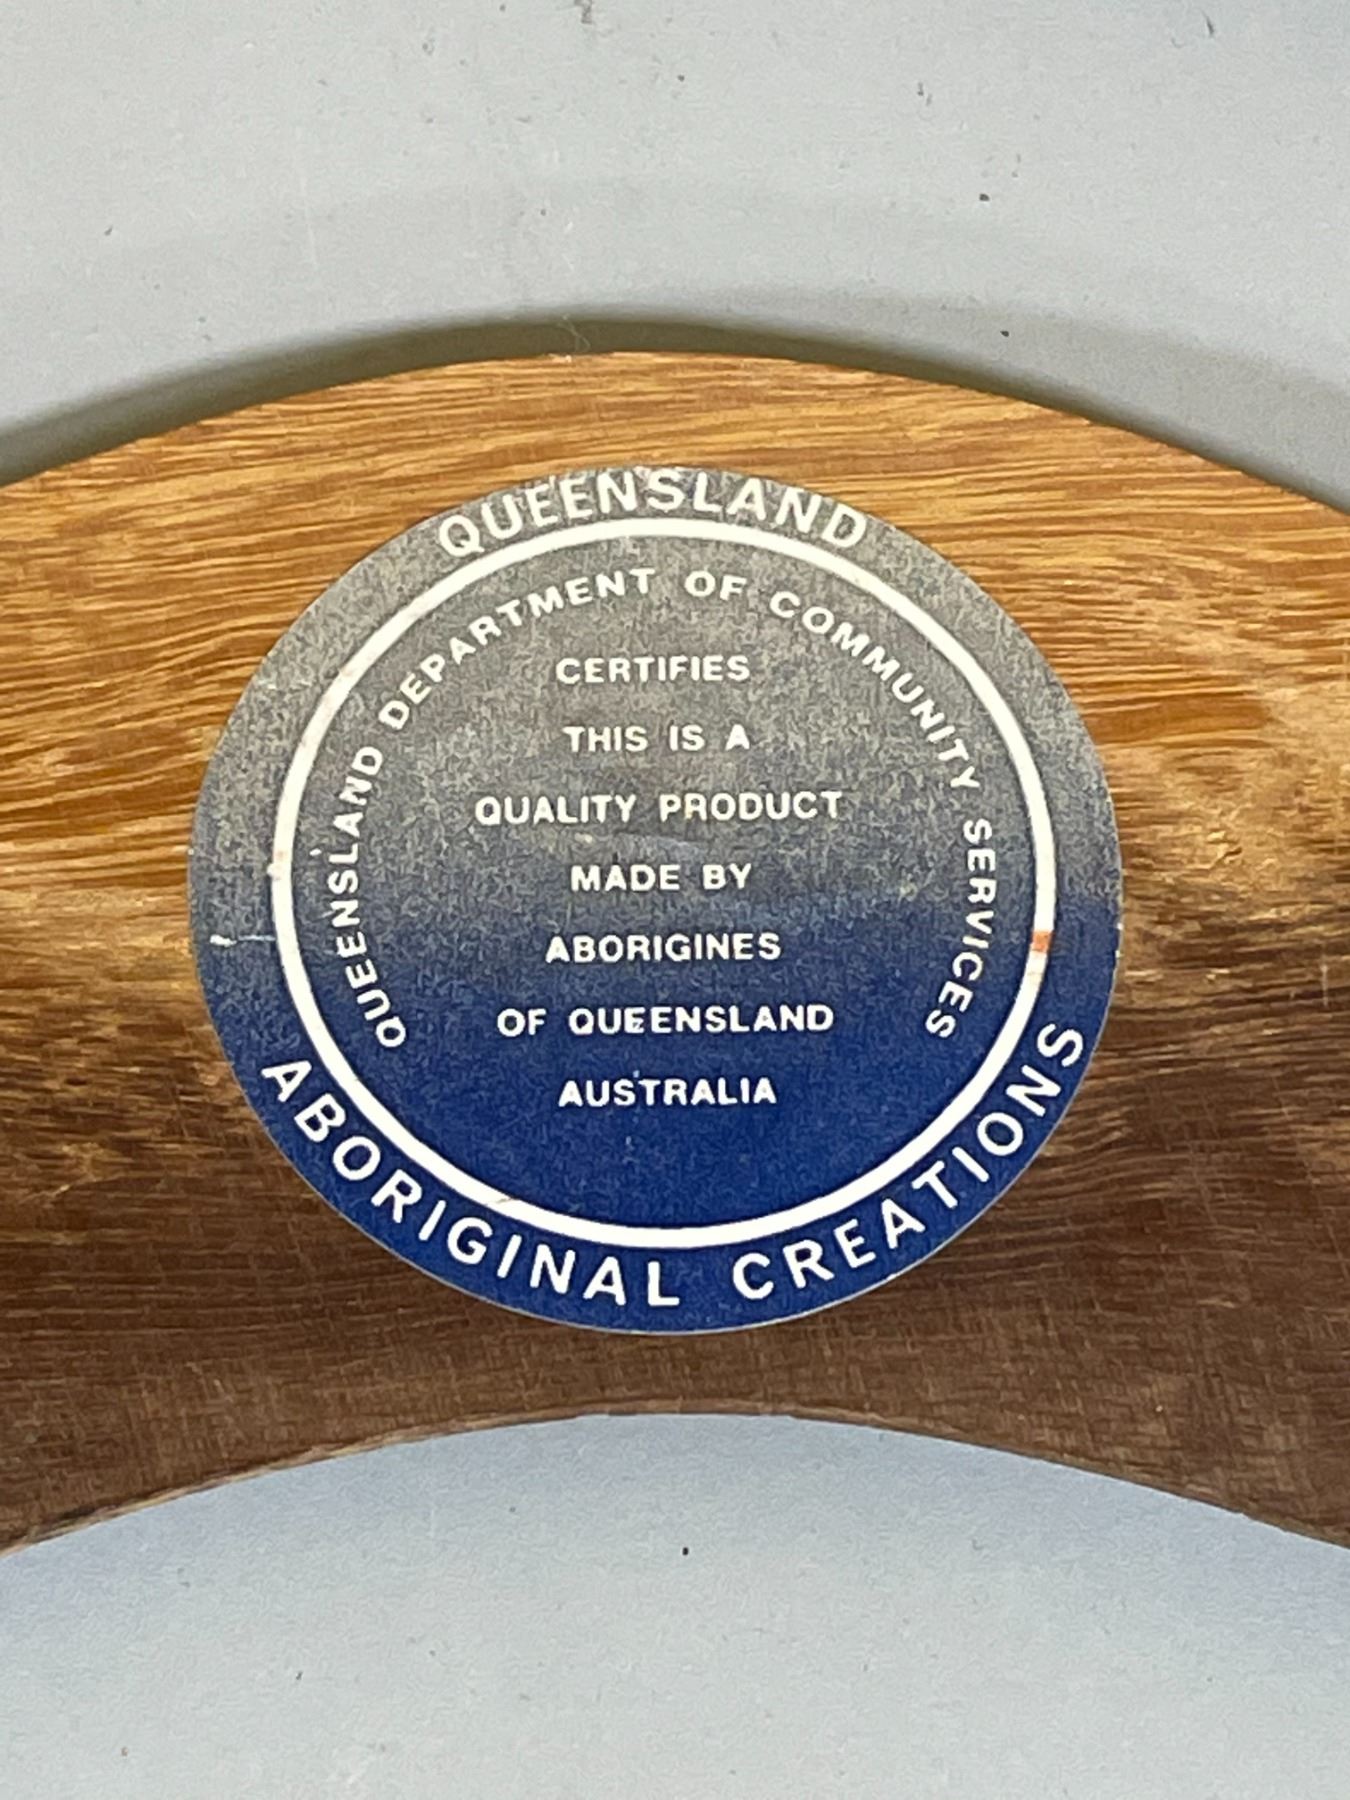 QUEENSLAND
QUEENSLAND DEPARTMENT OF COMMUNITY SERVICES
CERTIFIES
THIS IS A
QUALITY PRODUCT
MADE BY
ABORIGINES
OF QUEENSLAND
AUSTRALIA
ABORIGINAL CREATIONS